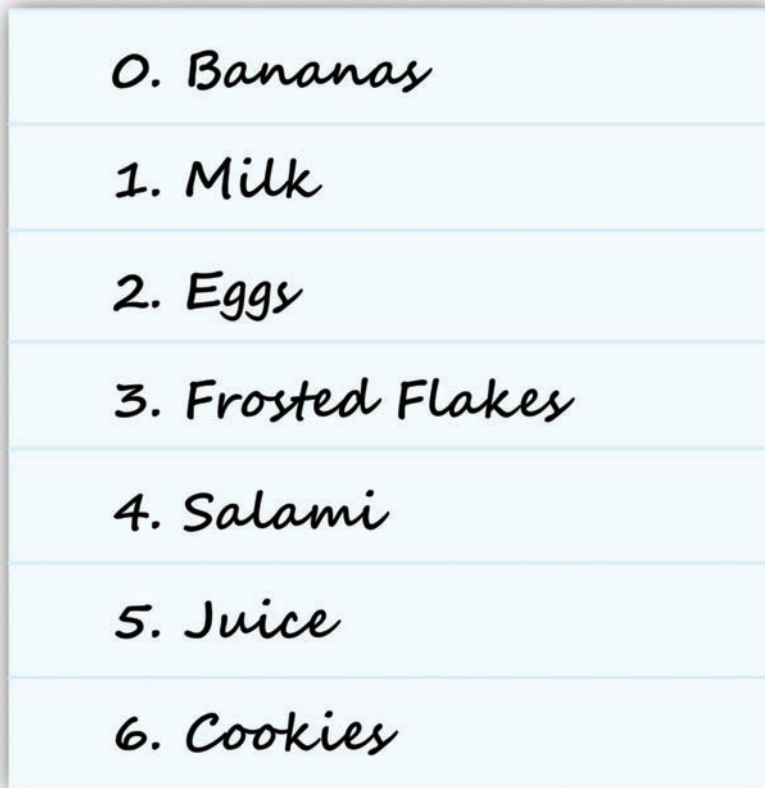 0. Bananas
1. Milk
2. Eggs
3. Frosted Flakes
4. Salami
5. Juice
6. Cookies